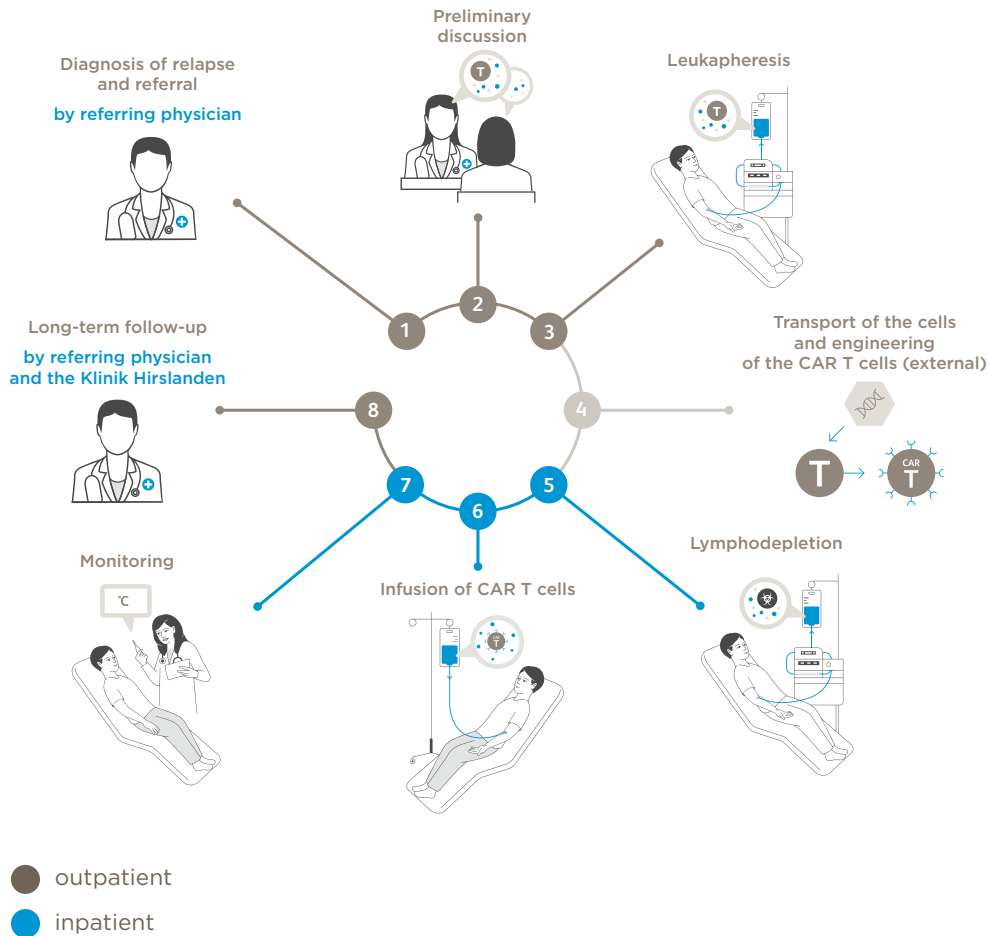 Diagnosis of relapse
and referral
by referring physician
1
Preliminary
discussion
T
2
Leukapheresis
T
3
Transport of the cells
and engineering
of the CAR T cells (external)
T
CAR
T
4
Lymphodepletion
5
Infusion of CAR T cells
CAR
T
6
Monitoring
°C
7
Long-term follow-up
by referring physician
and the Klinik Hirslanden
8
outpatient
inpatient